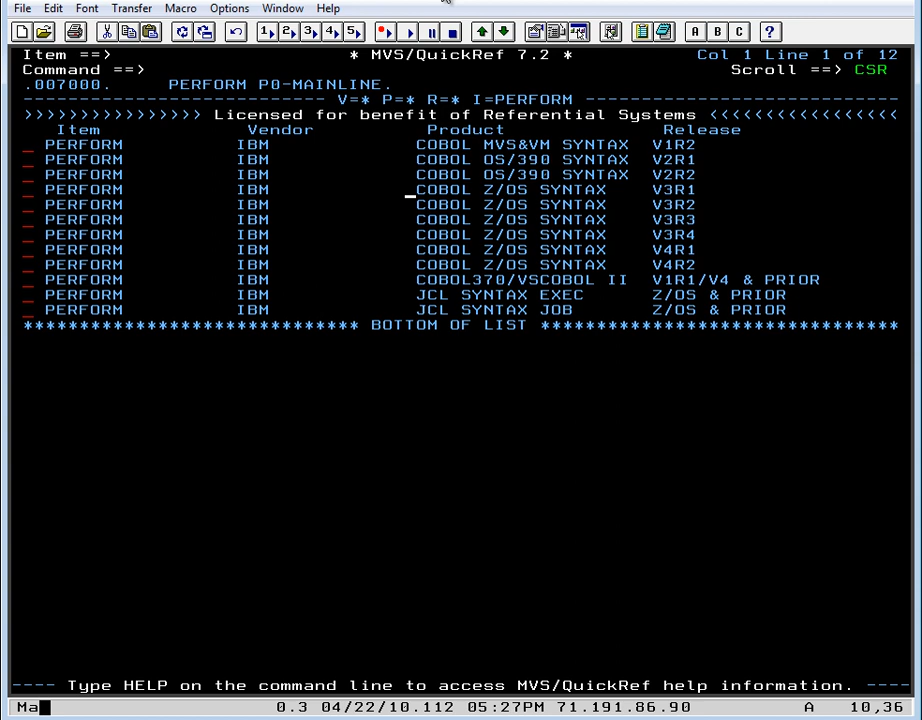 File Edit Font Transfer Macro Options Window Help
1 2 3 4 5 A B C ?
Item ==> * MVS/QuickRef 7.2 * Col 1 Line 1 of 12
Command ==> Scroll ==> CSR
.007000. PERFORM P0-MAINLINE.
---------------------------- V=* P=* R=* I=PERFORM -----------------------------
>>>>>>>>>>>>>>>> Licensed for benefit of Referential Systems <<<<<<<<<<<<<<<<<
Item Vendor Product Release
_ PERFORM IBM COBOL MVS&VM SYNTAX V1R2
_ PERFORM IBM COBOL OS/390 SYNTAX V2R1
_ PERFORM IBM COBOL OS/390 SYNTAX V2R2
_ PERFORM IBM _COBOL Z/OS SYNTAX V3R1
_ PERFORM IBM COBOL Z/OS SYNTAX V3R2
_ PERFORM IBM COBOL Z/OS SYNTAX V3R3
_ PERFORM IBM COBOL Z/OS SYNTAX V3R4
_ PERFORM IBM COBOL Z/OS SYNTAX V4R1
_ PERFORM IBM COBOL Z/OS SYNTAX V4R2
_ PERFORM IBM COBOL370/VSCOBOL II V1R1/V4 & PRIOR
_ PERFORM IBM JCL SYNTAX EXEC Z/OS & PRIOR
_ PERFORM IBM JCL SYNTAX JOB Z/OS & PRIOR
****************************** BOTTOM OF LIST ********************************
---- Type HELP on the command line to access MVS/QuickRef help information. ----
Ma 0.3 04/22/10.112 05:27PM 71.191.86.90 A 10,36